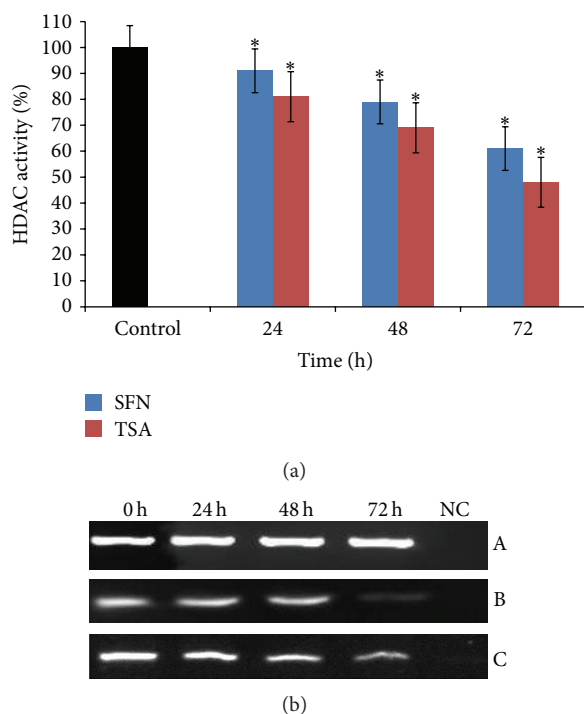 HDAC activity (%)
110
100
90
80
70
60
50
40
30
20
10
0
* * * * * *
Control 24 48 72
Time (h)
SFN
TSA
(a)
0 h 24 h 48 h 72 h NC
A
B
C
(b)